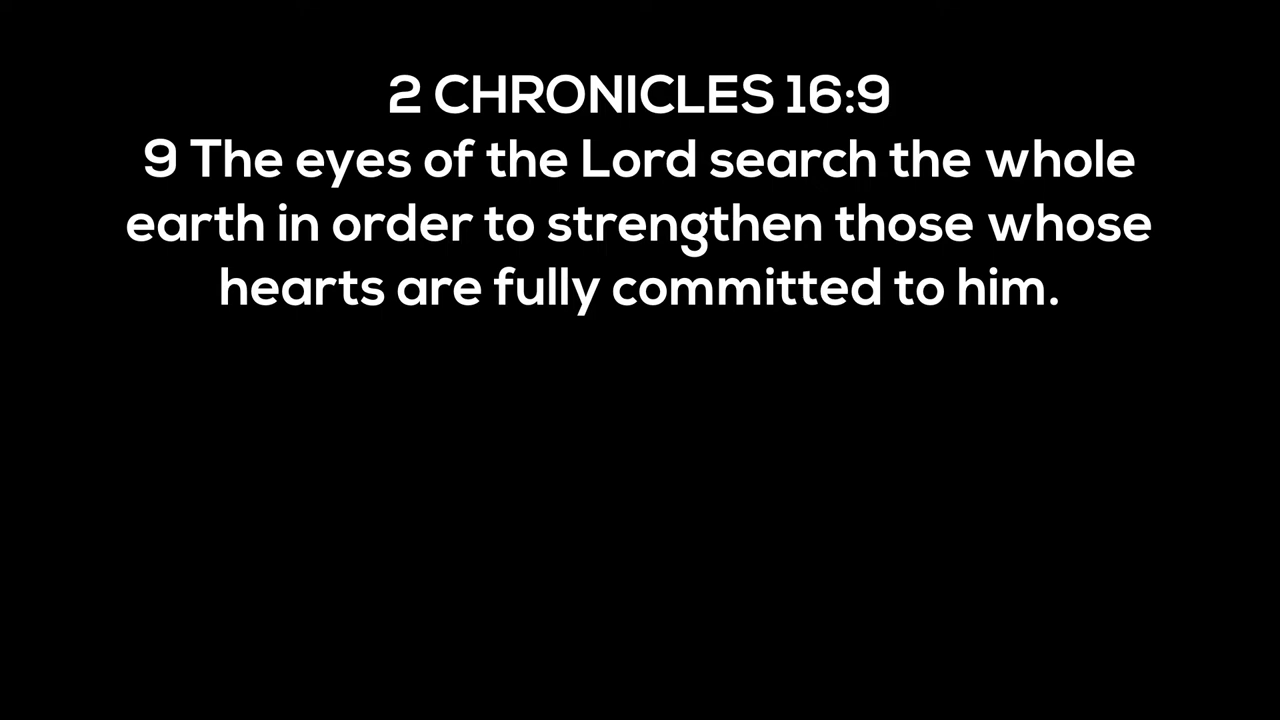 2 CHRONICLES 16:9
9 The eyes of the Lord search the whole
earth in order to strengthen those whose
hearts are fully committed to him.